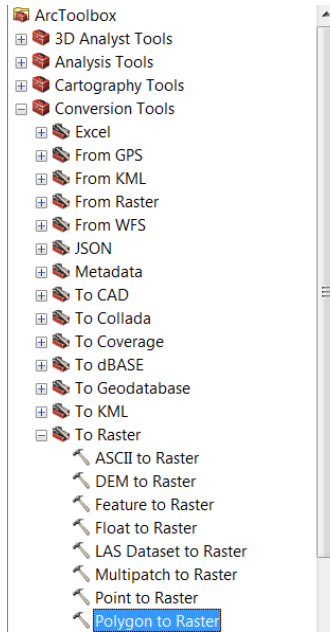 ArcToolbox
3D Analyst Tools
Analysis Tools
Cartography Tools
Conversion Tools
Excel
From GPS
From KML
From Raster
From WFS
JSON
Metadata
To CAD
To Collada
To Coverage
To dBASE
To Geodatabase
To KML
To Raster
ASCII to Raster
DEM to Raster
Feature to Raster
Float to Raster
LAS Dataset to Raster
Multipatch to Raster
Point to Raster
Polygon to Raster